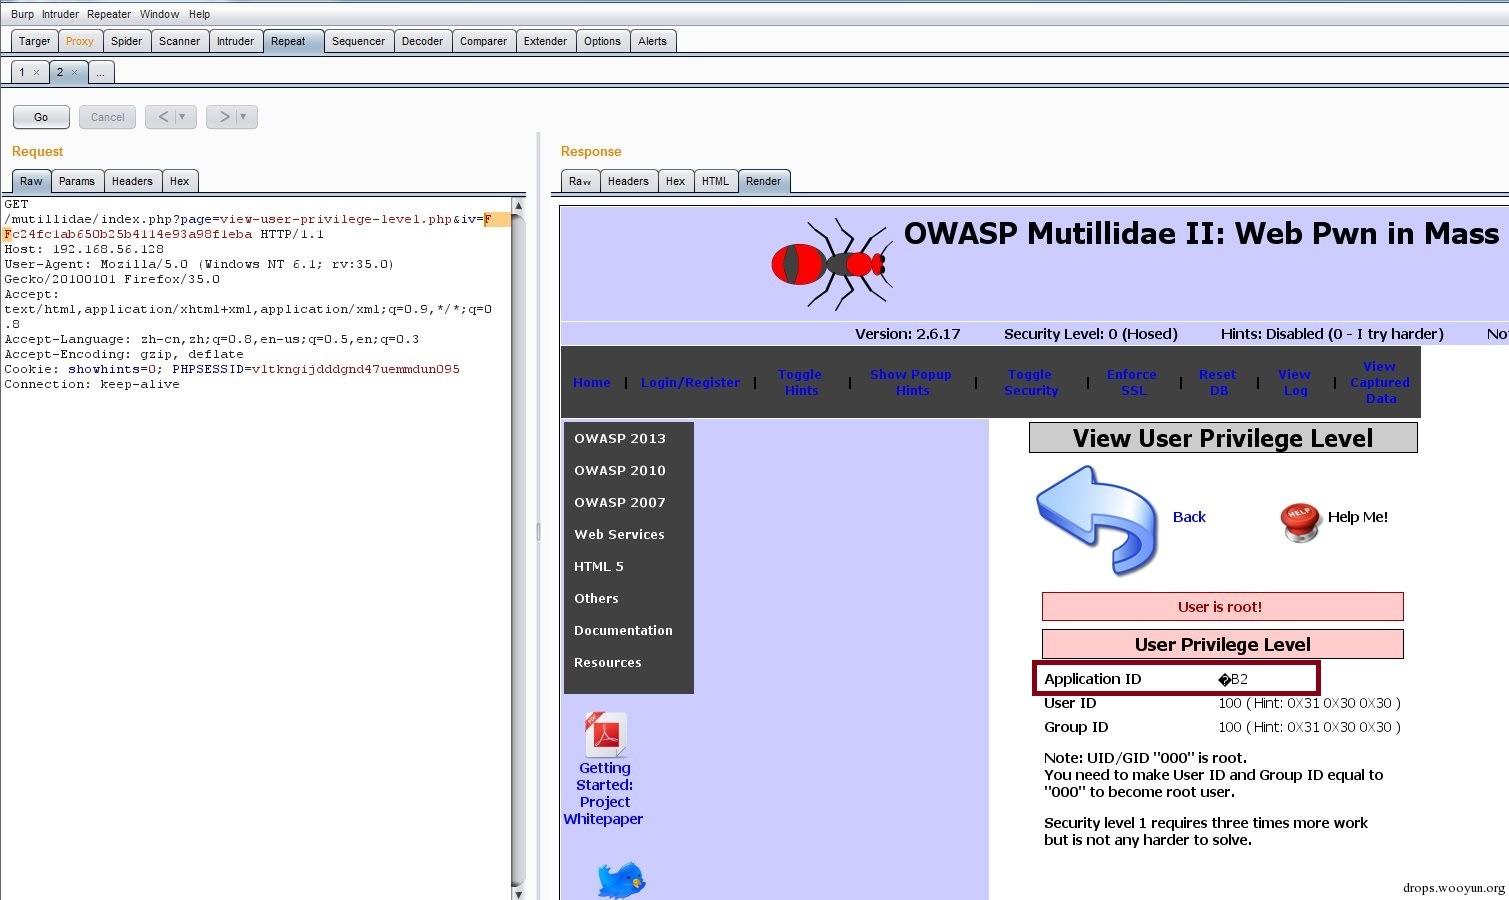 Burp Intruder Repeater Window Help
Target Proxy Spider Scanner Intruder Repeat Sequencer Decoder Comparer Extender Options Alerts
1 × 2 × ...
Go Cancel < ▼ > ▼
Request
Raw Params Headers Hex
GET
/mutillidae/index.php?page=view-user-privilege-level.php&iv=F
Fc24fc1ab650b25b4114e93a98f1eba HTTP/1.1
Host: 192.168.56.128
User-Agent: Mozilla/5.0 (Windows NT 6.1; rv:35.0)
Gecko/20100101 Firefox/35.0
Accept:
text/html,application/xhtml+xml,application/xml;q=0.9,*/*;q=0
.8
Accept-Language: zh-cn,zh;q=0.8,en-us;q=0.5,en;q=0.3
Accept-Encoding: gzip, deflate
Cookie: showhints=0; PHPSESSID=vltkngijdddgnd47uemmdun095
Connection: keep-alive
Response
Raw Headers Hex HTML Render
OWASP Mutillidae II: Web Pwn in Mass
Version: 2.6.17 Security Level: 0 (Hosed) Hints: Disabled (0 - I try harder) No
Home | Login/Register | Toggle Hints | Show Popup Hints | Toggle Security | Enforce SSL | Reset DB | View Log | View Captured Data
OWASP 2013
OWASP 2010
OWASP 2007
Web Services
HTML 5
Others
Documentation
Resources
PDF
Getting
Started:
Project
Whitepaper
View User Privilege Level
Back
HELP
Help Me!
User is root!
User Privilege Level
Application ID �B2
User ID 100 ( Hint: 0X31 0X30 0X30 )
Group ID 100 ( Hint: 0X31 0X30 0X30 )
Note: UID/GID "000" is root.
You need to make User ID and Group ID equal to
"000" to become root user.
Security level 1 requires three times more work
but is not any harder to solve.
drops.wooyun.org